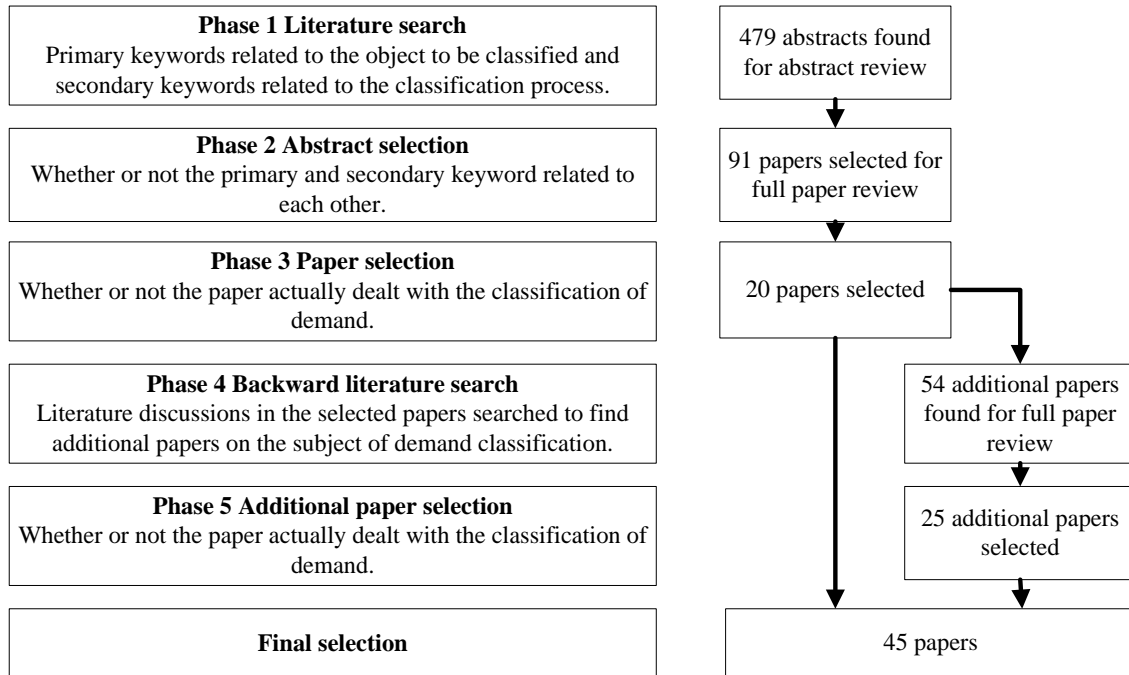 Phase 1 Literature search
Primary keywords related to the object to be classified and
secondary keywords related to the classification process.
479 abstracts found
for abstract review
Phase 2 Abstract selection
Whether or not the primary and secondary keyword related to
each other.
91 papers selected for
full paper review
Phase 3 Paper selection
Whether or not the paper actually dealt with the classification of
demand.
20 papers selected
Phase 4 Backward literature search
Literature discussions in the selected papers searched to find
additional papers on the subject of demand classification.
54 additional papers
found for full paper
review
Phase 5 Additional paper selection
Whether or not the paper actually dealt with the classification of
demand.
25 additional papers
selected
Final selection
45 papers